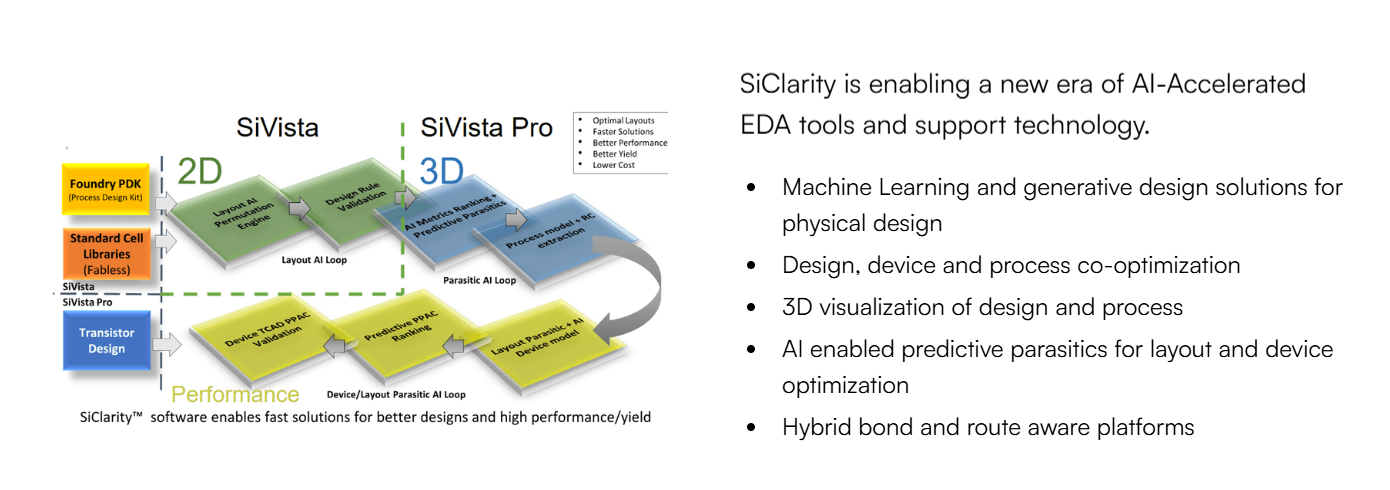 SiVista
SiVista Pro
• Optimal Layouts
• Faster Solutions
• Better Performance
• Better Yield
• Lower Cost
2D
3D
Foundry PDK
(Process Design Kit)
Standard Cell
Libraries
(Fabless)
SiVista
SiVista Pro
Transistor
Design
Layout AI
Permutation
Engine
Design Rule
Validation
Layout AI Loop
AI Metrics Ranking +
Predictive Parasitics
Process model + RC
extraction
Parasitic AI Loop
Device TCAD PPAC
Validation
Predictive PPAC
Ranking
Layout Parasitic + AI
Device model
Performance
Device/Layout Parasitic AI Loop
SiClarity™ software enables fast solutions for better designs and high performance/yield
SiClarity is enabling a new era of AI-Accelerated
EDA tools and support technology.
• Machine Learning and generative design solutions for
physical design
• Design, device and process co-optimization
• 3D visualization of design and process
• AI enabled predictive parasitics for layout and device
optimization
• Hybrid bond and route aware platforms